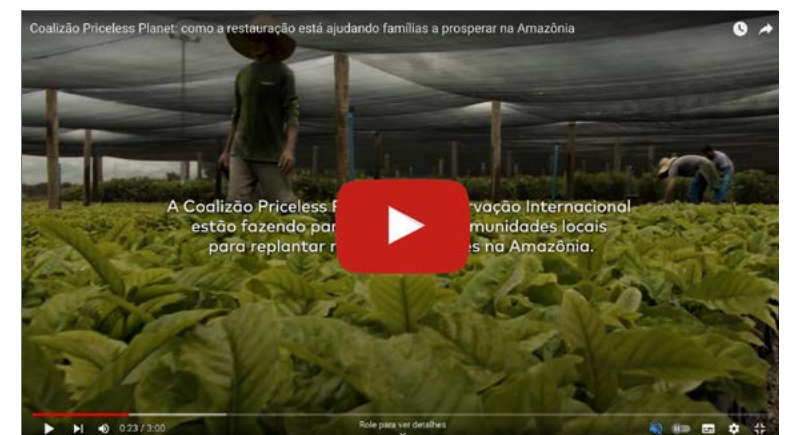 Coalizão Priceless Planet: como a restauração está ajudando famílias a prosperar na Amazônia
A Coalizão Priceless rvação Internacional
estão fazendo par munidades locais
para replantar es na Amazônia.
0:23 / 3:00
Role para ver detalhes